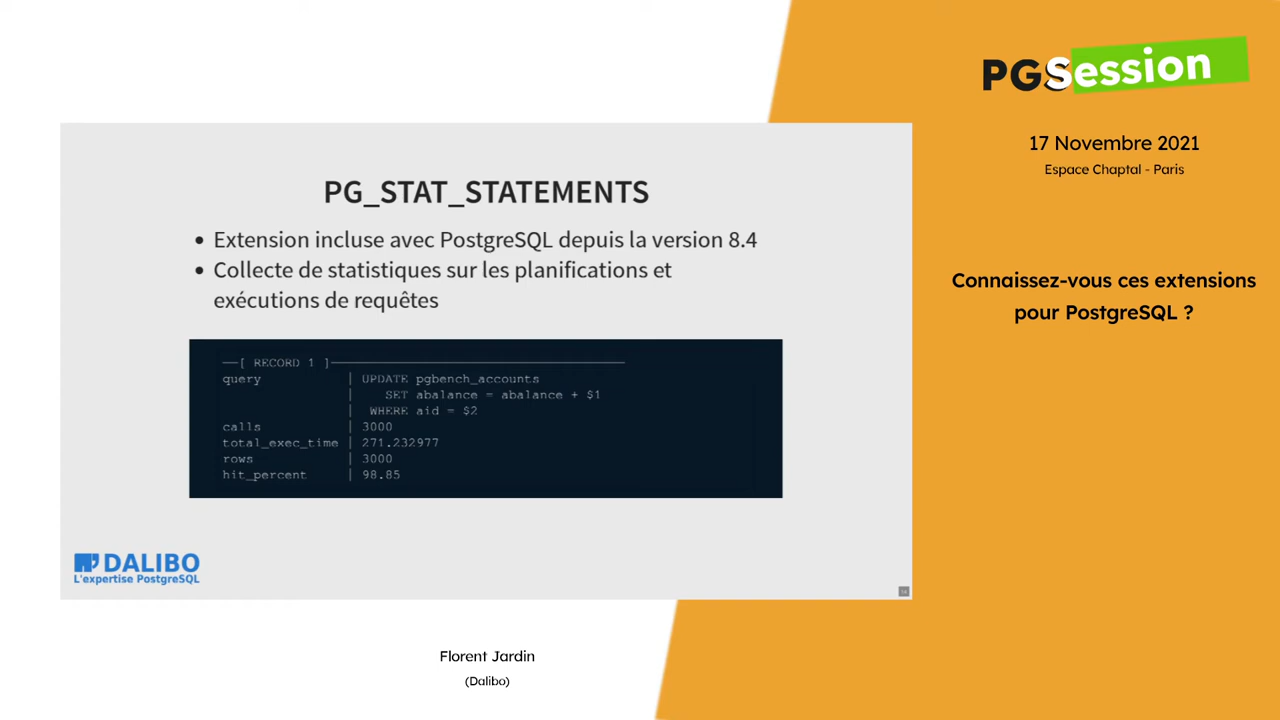 PGSession
17 Novembre 2021
Espace Chaptal - Paris
Connaissez-vous ces extensions
pour PostgreSQL ?
PG_STAT_STATEMENTS
• Extension incluse avec PostgreSQL depuis la version 8.4
• Collecte de statistiques sur les planifications et
exécutions de requêtes
—[ RECORD 1 ]—
query | UPDATE pgbench_accounts
| SET abalance = abalance + $1
| WHERE aid = $2
calls | 3000
total_exec_time | 271.232977
rows | 3000
hit_percent | 98.85
DALIBO
L'expertise PostgreSQL
Florent Jardin
(Dalibo)